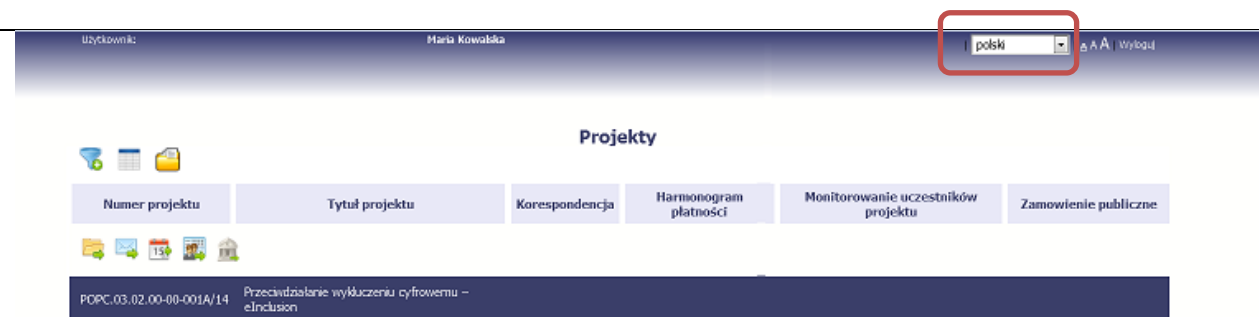 Użytkownik: Maria Kowalska | polski A A A | Wyloguj
Projekty
Numer projektu Tytuł projektu Korespondencja Harmonogram płatności Monitorowanie uczestników projektu Zamowienie publiczne
15
POPC.03.02.00-00-001A/14 Przeciwdziałanie wykluczeniu cyfrowemu –
eInclusion